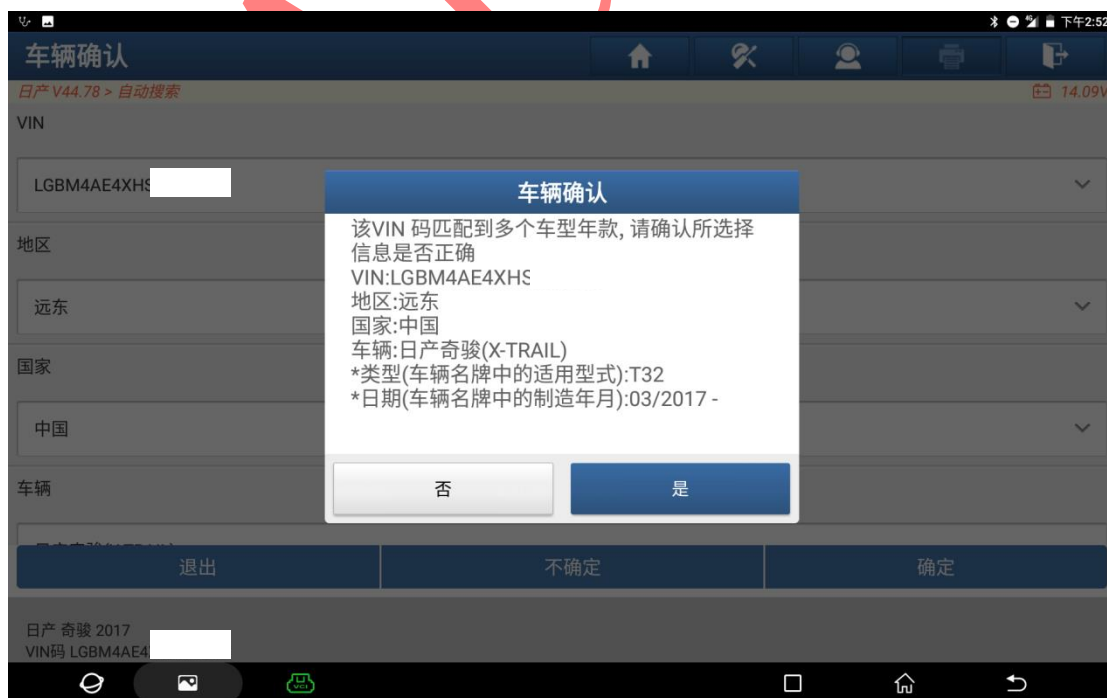 下午2:52
车辆确认
日产 V44.78 > 自动搜索
14.09V
VIN
LGBM4AE4XHS
地区
远东
国家
中国
车辆
车辆确认
该VIN 码匹配到多个车型年款, 请确认所选择
信息是否正确
VIN:LGBM4AE4XHS
地区:远东
国家:中国
车辆:日产奇骏(X-TRAIL)
*类型(车辆名牌中的适用型式):T32
*日期(车辆名牌中的制造年月):03/2017 -
否
是
退出
不确定
确定
日产 奇骏 2017
VIN码 LGBM4AE4
VCI